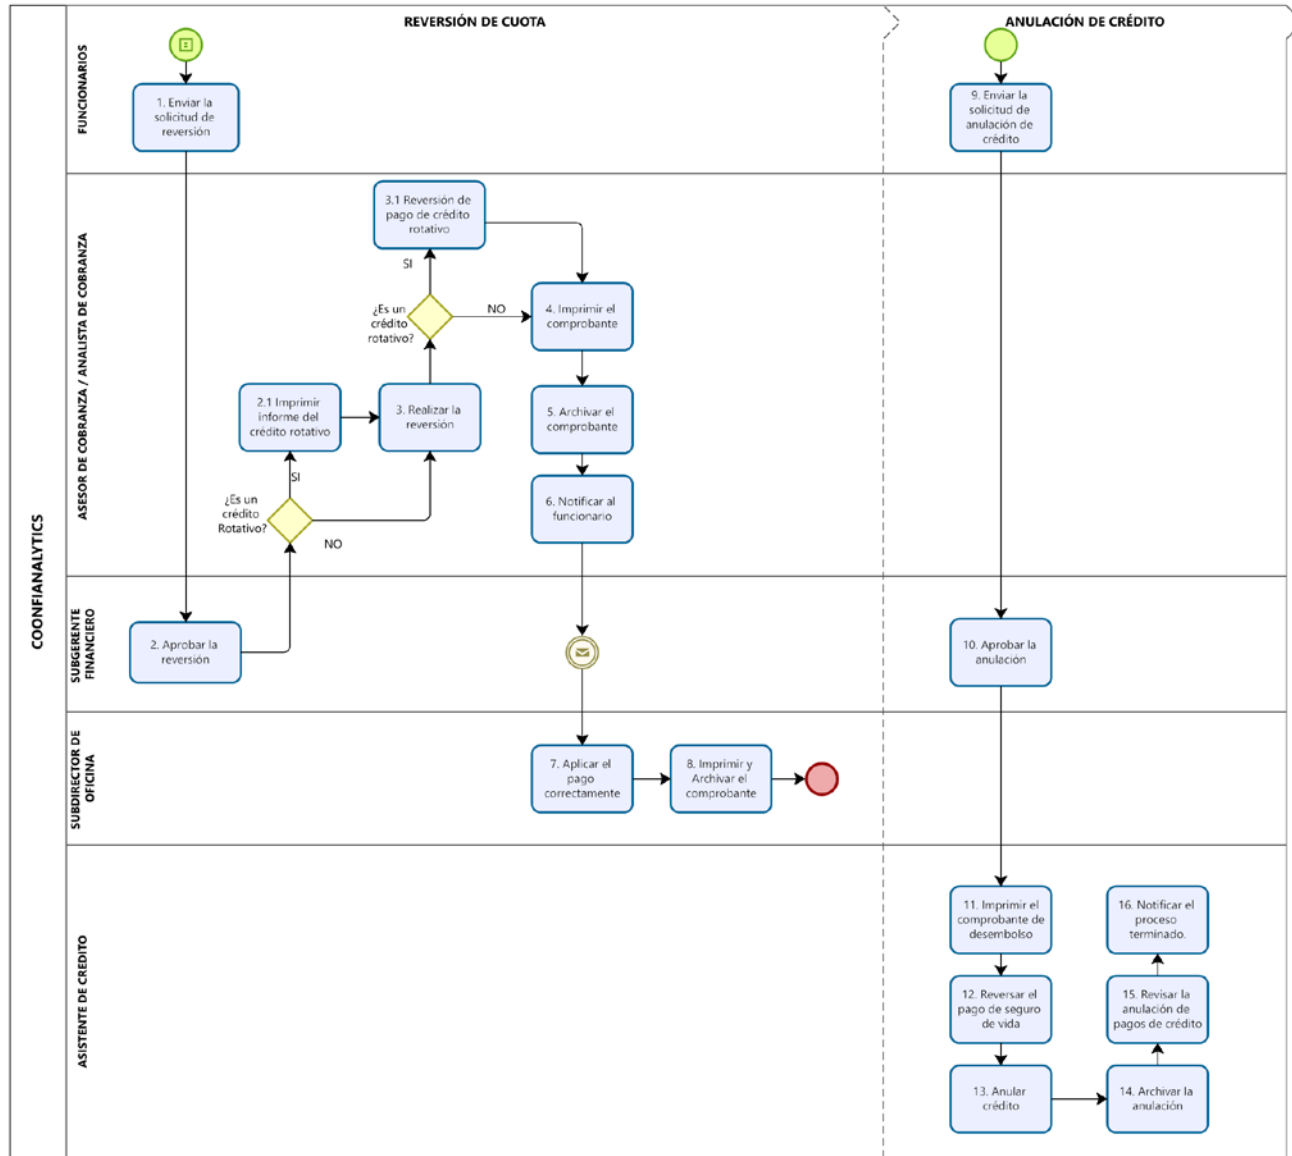 COONFIANALYTICS
REVERSIÓN DE CUOTA
ANULACIÓN DE CRÉDITO
FUNCIONARIOS
1. Enviar la
solicitud de
reversión
9. Enviar la
solicitud de
anulación de
crédito
ASESOR DE COBRANZA / ANALISTA DE COBRANZA
3.1 Reversión de
pago de crédito
rotativo
SI
¿Es un
crédito
rotativo?
NO
4. Imprimir el
comprobante
2.1 Imprimir
informe del
crédito rotativo
3. Realizar la
reversión
5. Archivar el
comprobante
SI
¿Es un
crédito
Rotativo?
NO
6. Notificar al
funcionario
SUBGERENTE
FINANCIERO
2. Aprobar la
reversión
10. Aprobar la
anulación
SUBDIRECTOR DE
OFICINA
7. Aplicar el
pago
correctamente
8. Imprimir y
Archivar el
comprobante
ASISTENTE DE CREDITO
11. Imprimir el
comprobante de
desembolso
16. Notificar el
proceso
terminado.
12. Reversar el
pago de seguro
de vida
15. Revisar la
anulación de
pagos de crédito
13. Anular
crédito
14. Archivar la
anulación